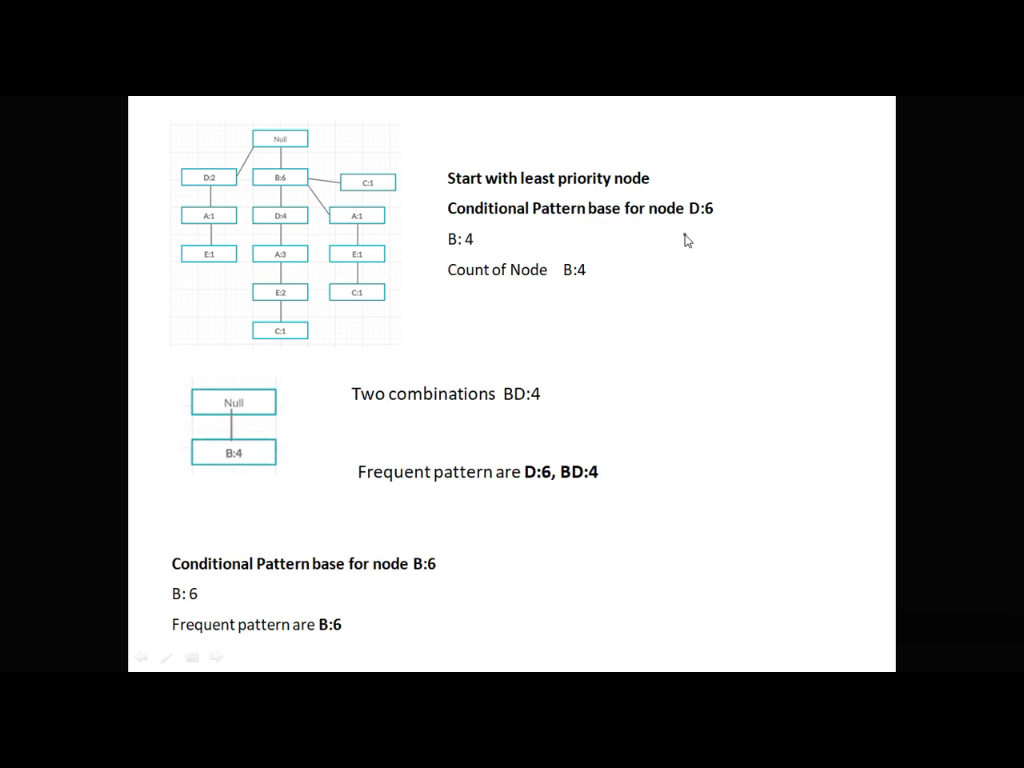 Null
D:2 B:6 C:1
A:1 D:4 A:1
E:1 A:3 E:1
E:2 C:1
C:1
Start with least priority node
Conditional Pattern base for node D:6
B: 4
Count of Node B:4
Null
B:4
Two combinations BD:4
Frequent pattern are D:6, BD:4
Conditional Pattern base for node B:6
B: 6
Frequent pattern are B:6